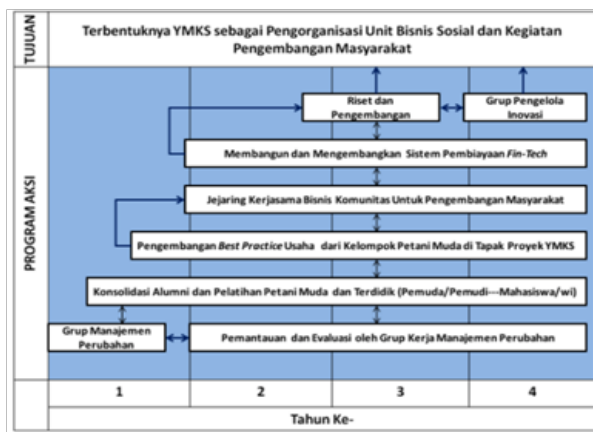 TUJUAN
Terbentuknya YMKS sebagai Pengorganisasi Unit Bisnis Sosial dan Kegiatan
Pengembangan Masyarakat
PROGRAM AKSI
Riset dan
Pengembangan
Grup Pengelola
Inovasi
Membangun dan Mengembangkan Sistem Pembiayaan Fin-Tech
Jejaring Kerjasama Bisnis Komunitas Untuk Pengembangan Masyarakat
Pengembangan Best Practice Usaha dari Kelompok Petani Muda di Tapak Proyek YMKS
Konsolidasi Alumni dan Pelatihan Petani Muda dan Terdidik (Pemuda/Pemudi---Mahasiswa/wi)
Grup Manajemen
Perubahan
Pemantauan dan Evaluasi oleh Grup Kerja Manajemen Perubahan
1 2 3 4
Tahun Ke-